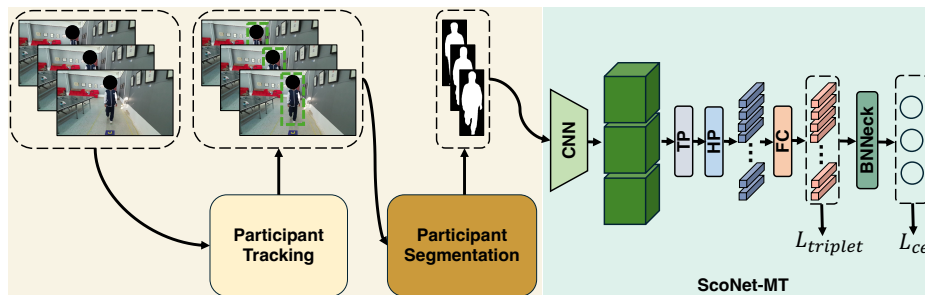 Participant
Tracking
Participant
Segmentation
CNN
TP
HP
FC
BNNeck
L_triplet
L_ce
ScoNet-MT